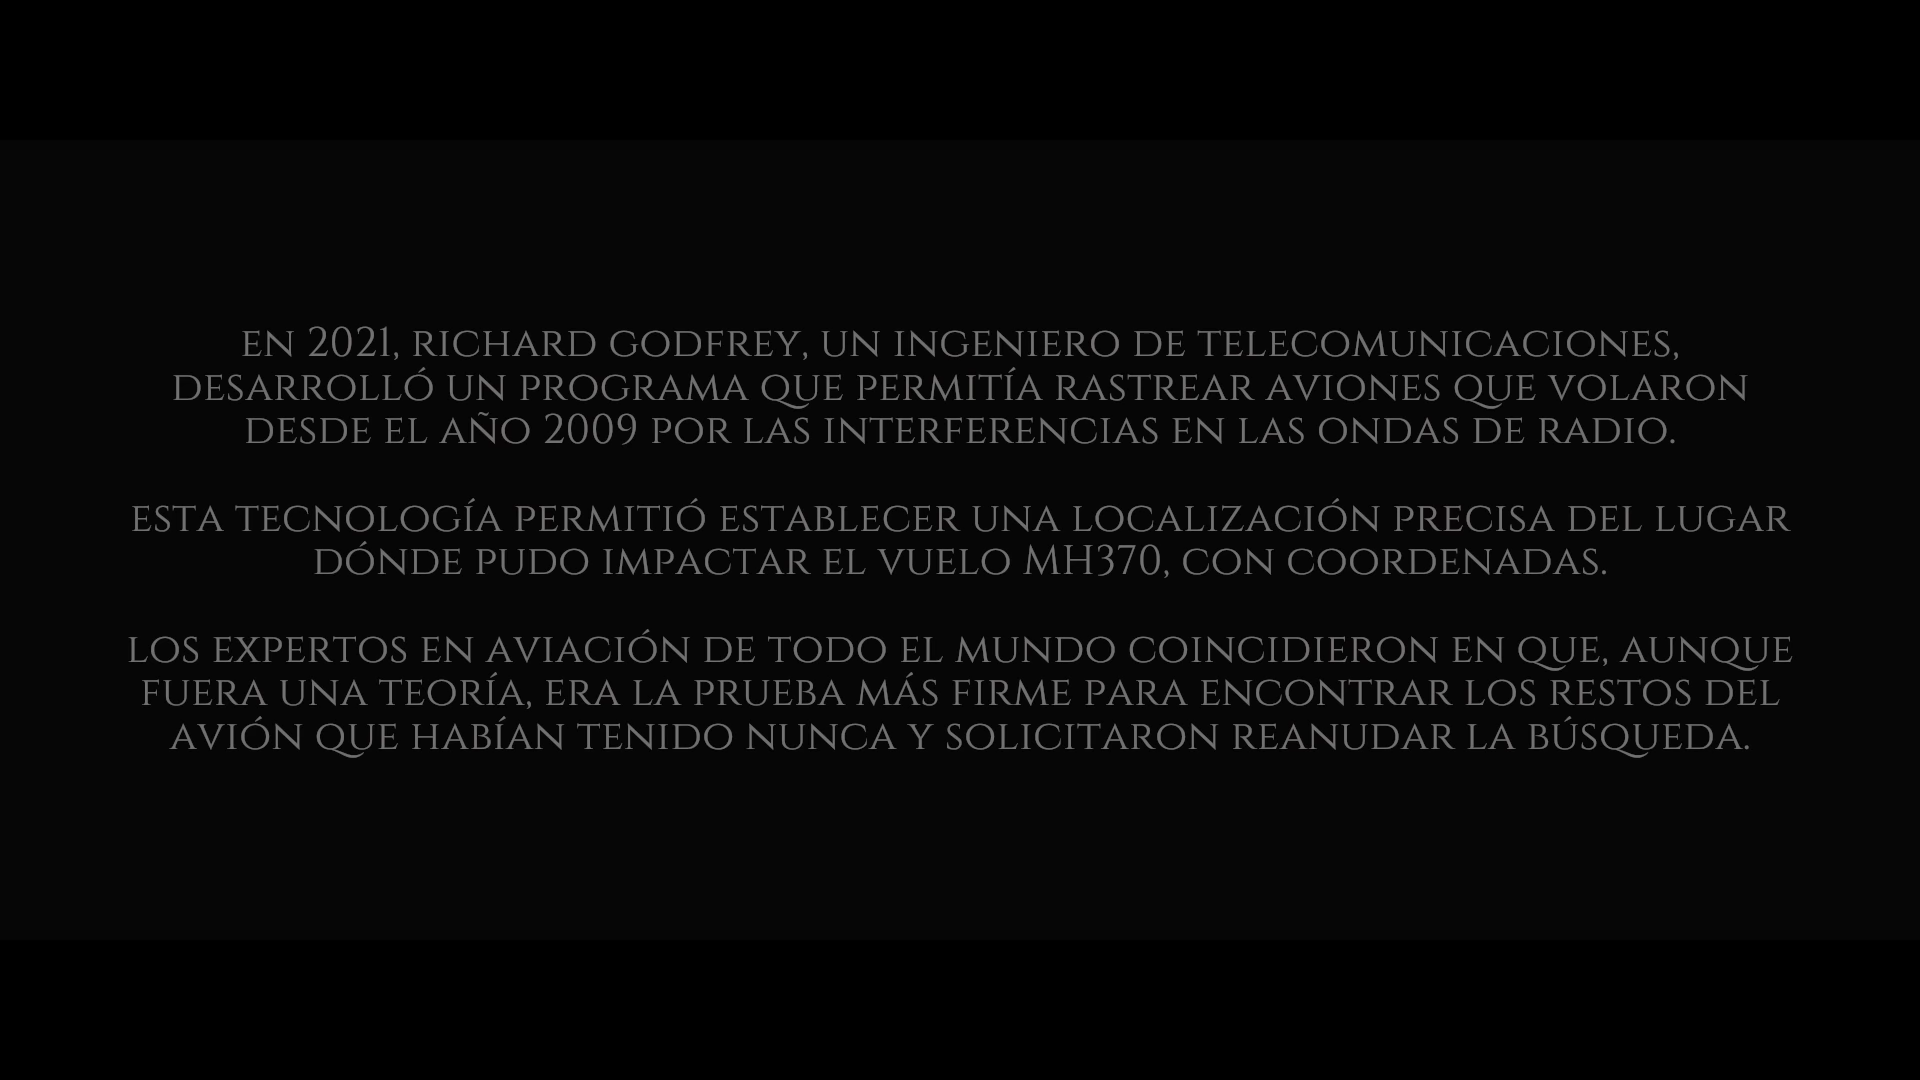 EN 2021, RICHARD GODFREY, UN INGENIERO DE TELECOMUNICACIONES,
DESARROLLÓ UN PROGRAMA QUE PERMITÍA RASTREAR AVIONES QUE VOLARON
DESDE EL AÑO 2009 POR LAS INTERFERENCIAS EN LAS ONDAS DE RADIO.
ESTA TECNOLOGÍA PERMITIÓ ESTABLECER UNA LOCALIZACIÓN PRECISA DEL LUGAR
DÓNDE PUDO IMPACTAR EL VUELO MH370, CON COORDENADAS.
LOS EXPERTOS EN AVIACIÓN DE TODO EL MUNDO COINCIDIERON EN QUE, AUNQUE
FUERA UNA TEORÍA, ERA LA PRUEBA MÁS FIRME PARA ENCONTRAR LOS RESTOS DEL
AVIÓN QUE HABÍAN TENIDO NUNCA Y SOLICITARON REANUDAR LA BÚSQUEDA.